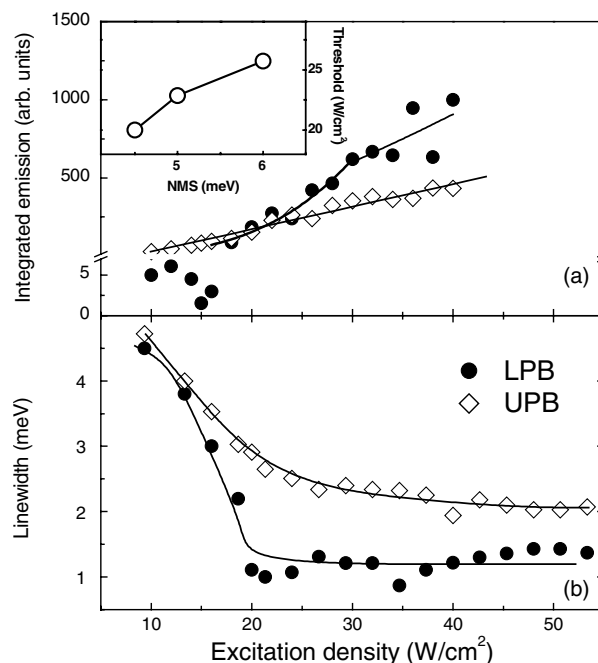 1500
1000
500
5
0
Integrated emission (arb. units)
25
20
Threshold (W/cm²)
5 6
NMS (meV)
(a)
4
3
2
1
Linewidth (meV)
LPB
UPB
(b)
10 20 30 40 50
Excitation density (W/cm²)